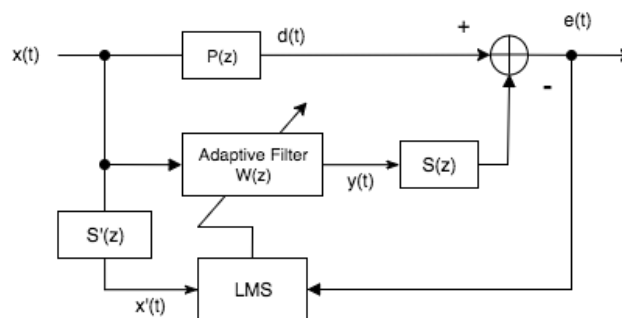 x(t)
P(z)
d(t)
+
e(t)
-
Adaptive Filter
W(z)
y(t)
S(z)
S'(z)
x'(t)
LMS